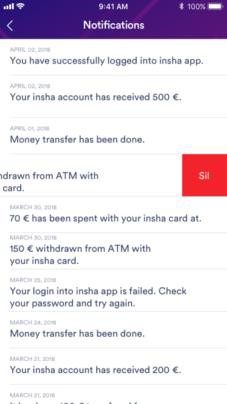 9:41 AM
100%
Notifications
APRIL 02, 2018
You have successfully logged into insha app.
APRIL 02, 2018
Your insha account has received 500 €.
APRIL 01, 2018
Money transfer has been done.
hdrawn from ATM with
card.
Sil
MARCH 30, 2018
70 € has been spent with your insha card at.
MARCH 30, 2018
150 € withdrawn from ATM with
your insha card.
MARCH 25, 2018
Your login into insha app is failed. Check
your password and try again.
MARCH 24, 2018
Money transfer has been done.
MARCH 21, 2018
Your insha account has received 200 €.
MARCH 21, 2018